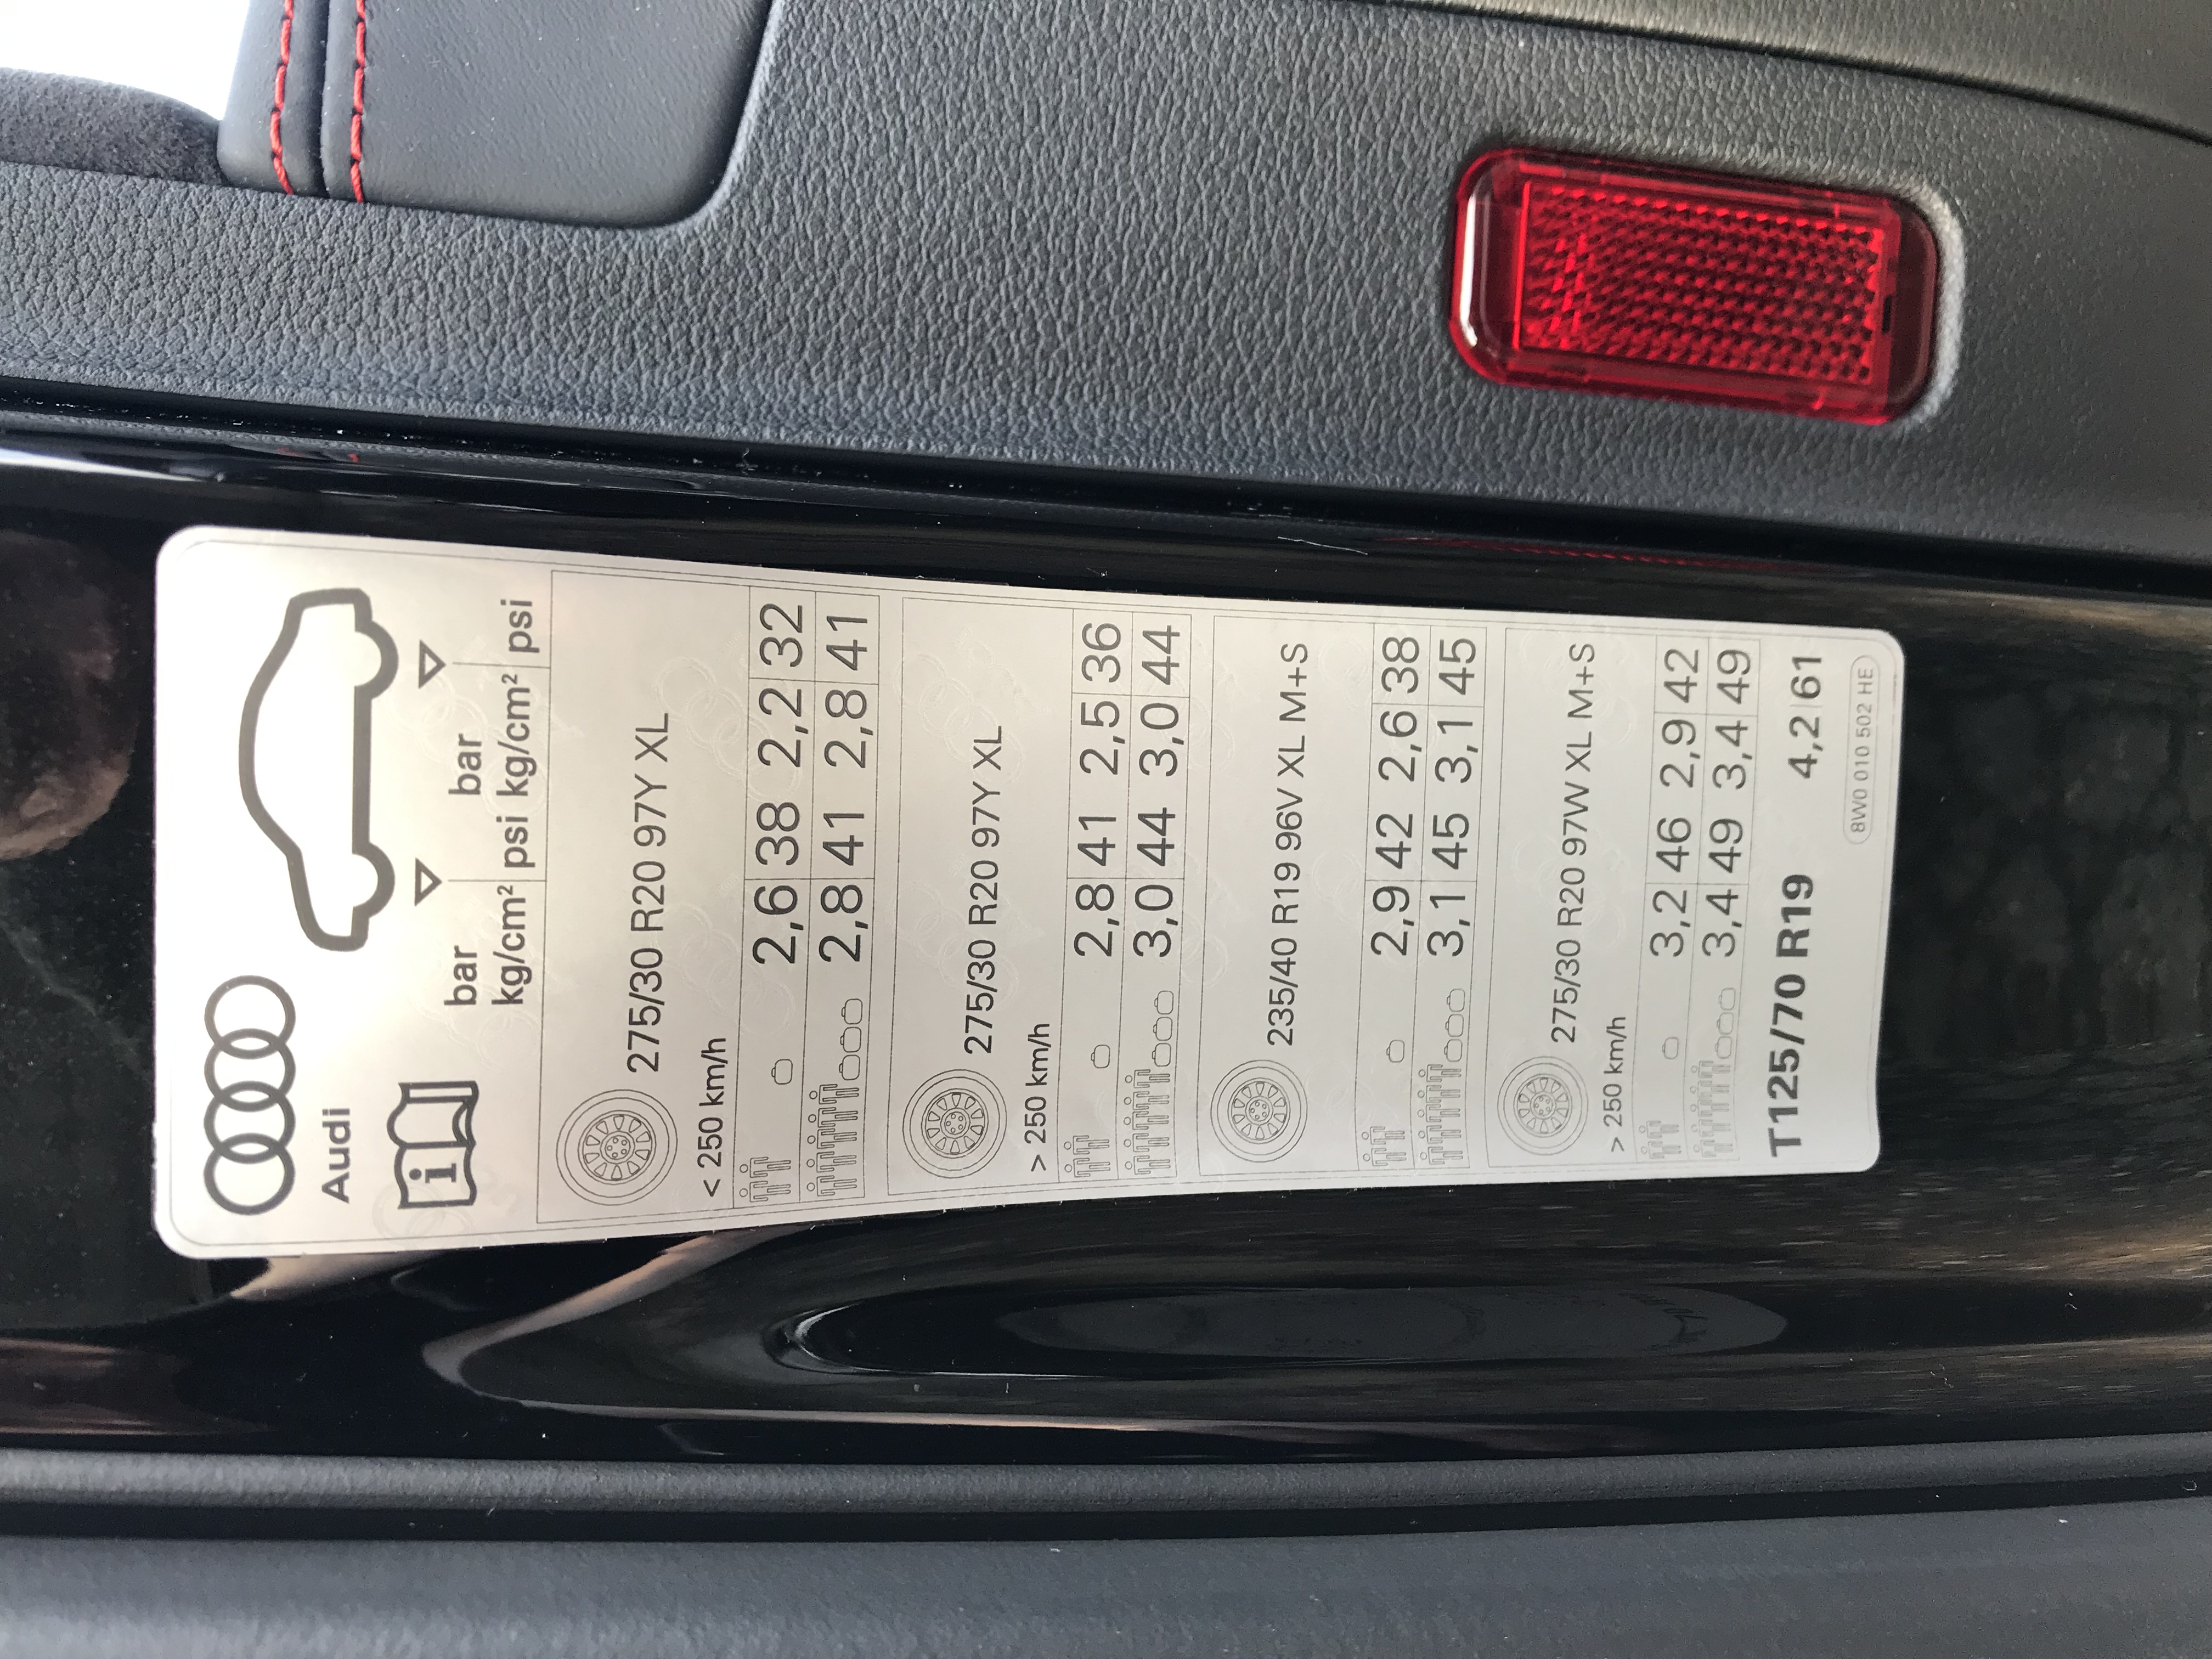 Audi
bar bar
kg/cm² psi kg/cm² psi
275/30 R20 97Y XL
< 250 km/h
2,6 38 2,2 32
2,8 41 2,8 41
275/30 R20 97Y XL
> 250 km/h
2,8 41 2,5 36
3,0 44 3,0 44
235/40 R19 96V XL M+S
2,9 42 2,6 38
3,1 45 3,1 45
275/30 R20 97W XL M+S
> 250 km/h
3,2 46 2,9 42
3,4 49 3,4 49
T125/70 R19 4,2 61
8W0 010 502 HE